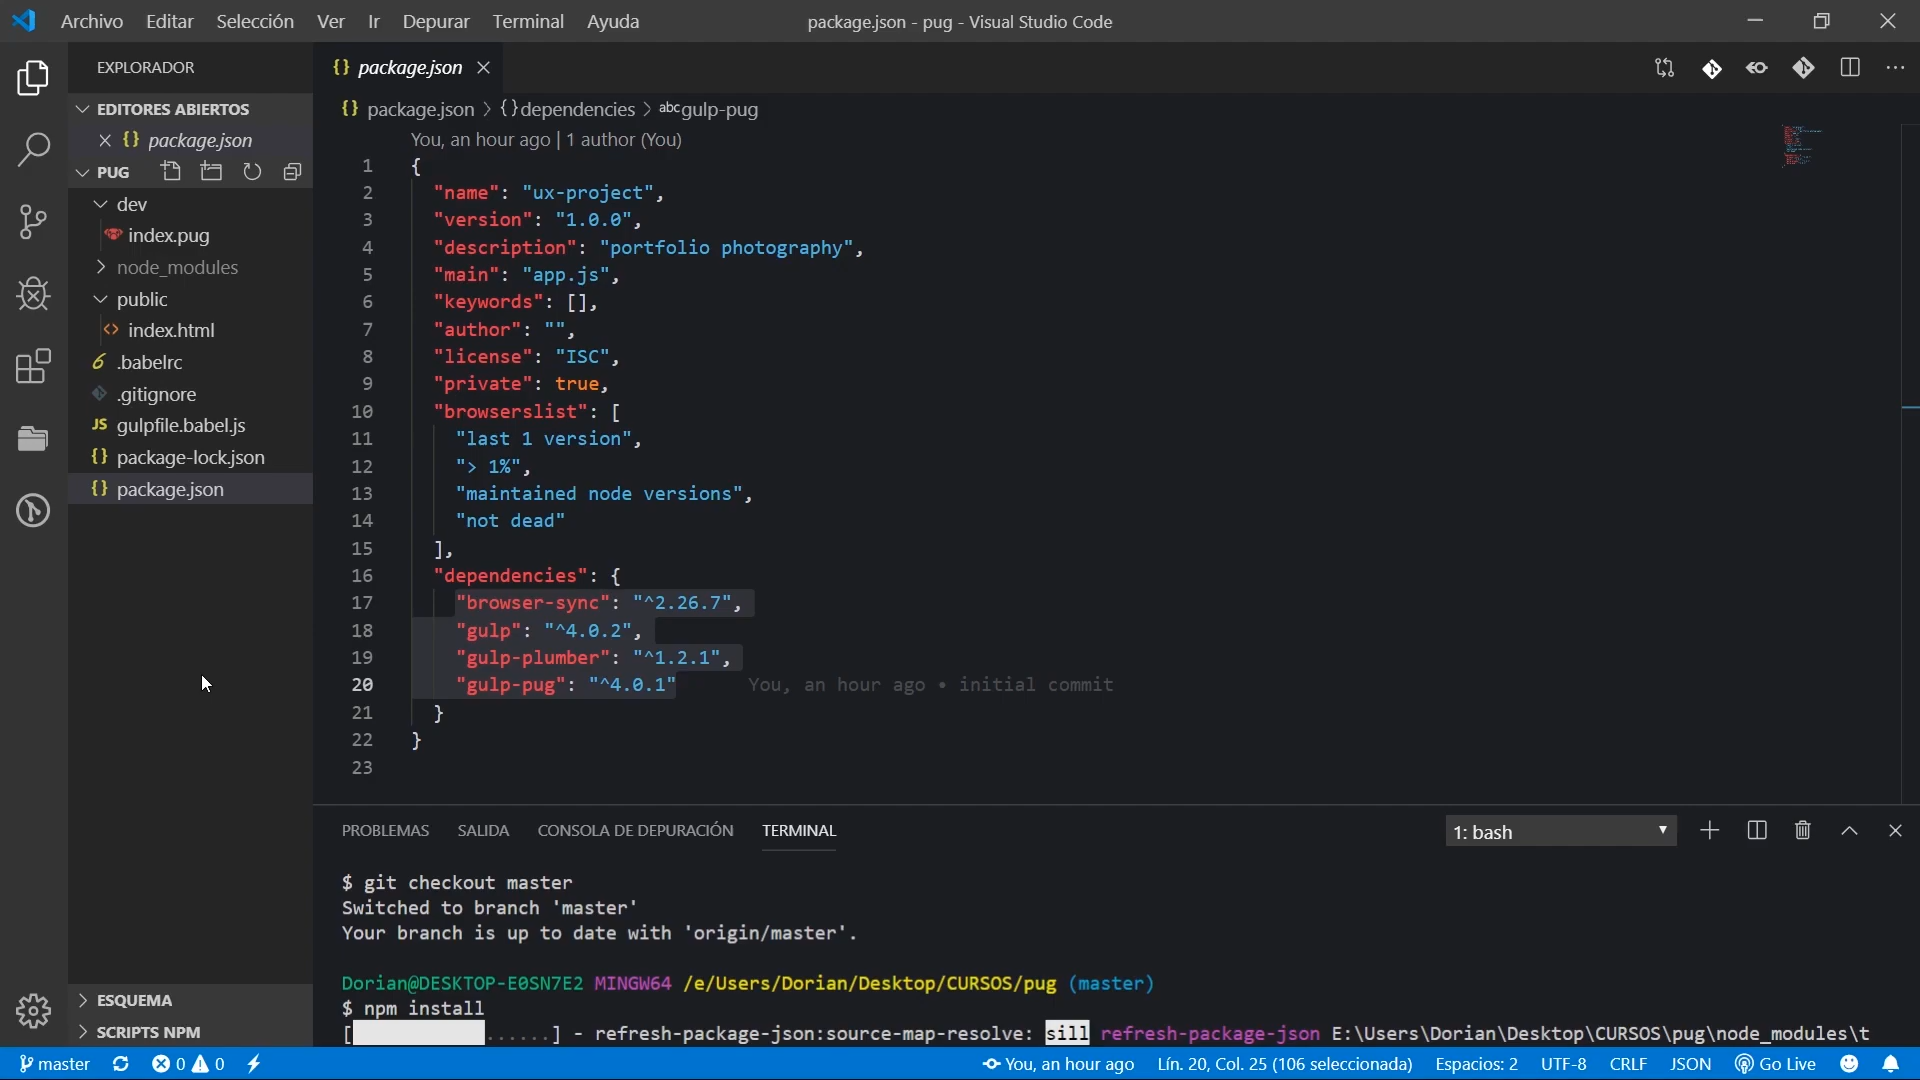 Archivo Editar Selección Ver Ir Depurar Terminal Ayuda
package.json - pug - Visual Studio Code
EXPLORADOR
EDITORES ABIERTOS
{} package.json
PUG
dev
index.pug
node_modules
public
<> index.html
.babelrc
.gitignore
JS gulpfile.babel.js
{} package-lock.json
{} package.json
ESQUEMA
SCRIPTS NPM
{} package.json
{} package.json > {} dependencies > abc gulp-pug
You, an hour ago | 1 author (You)
1 {
2 "name": "ux-project",
3 "version": "1.0.0",
4 "description": "portfolio photography",
5 "main": "app.js",
6 "keywords": [],
7 "author": "",
8 "license": "ISC",
9 "private": true,
10 "browserslist": [
11 "last 1 version",
12 "> 1%",
13 "maintained node versions",
14 "not dead"
15 ],
16 "dependencies": {
17 "browser-sync": "^2.26.7",
18 "gulp": "^4.0.2",
19 "gulp-plumber": "^1.2.1",
20 "gulp-pug": "^4.0.1" You, an hour ago • initial commit
21 }
22 }
23
PROBLEMAS SALIDA CONSOLA DE DEPURACIÓN TERMINAL
1: bash
$ git checkout master
Switched to branch 'master'
Your branch is up to date with 'origin/master'.
Dorian@DESKTOP-E0SN7E2 MINGW64 /e/Users/Dorian/Desktop/CURSOS/pug (master)
$ npm install
[ ......] - refresh-package-json:source-map-resolve: sill refresh-package-json E:\Users\Dorian\Desktop\CURSOS\pug\node_modules\t
master 0 0
You, an hour ago Lín. 20, Col. 25 (106 seleccionada) Espacios: 2 UTF-8 CRLF JSON Go Live